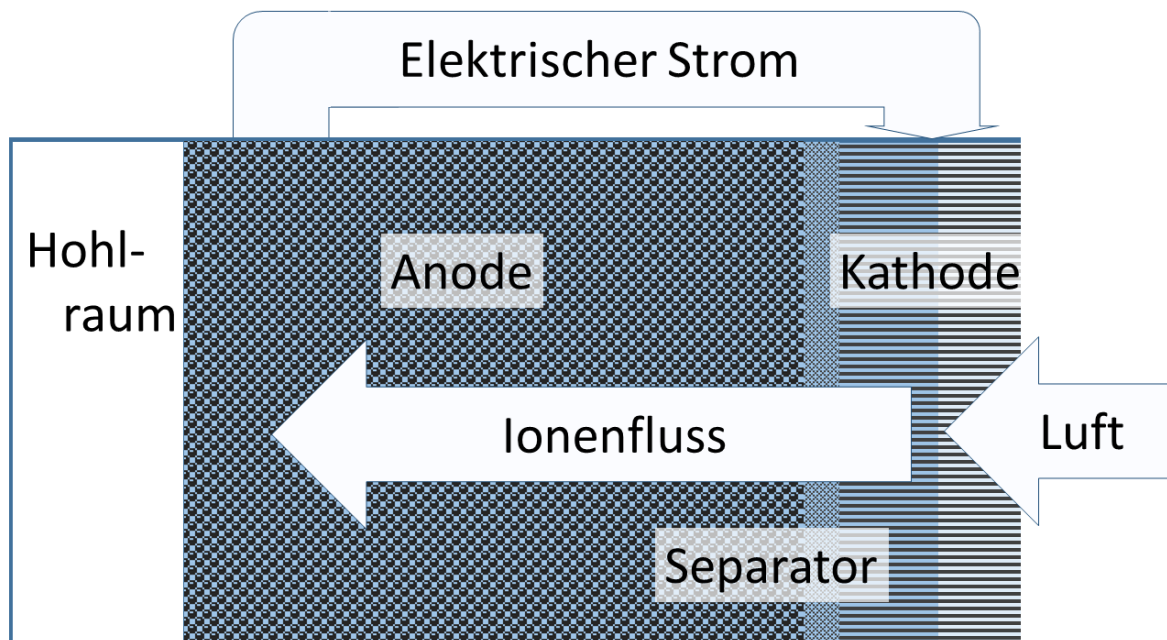 Elektrischer Strom
Hohl-
raum
Anode
Kathode
Ionenfluss
Luft
Separator